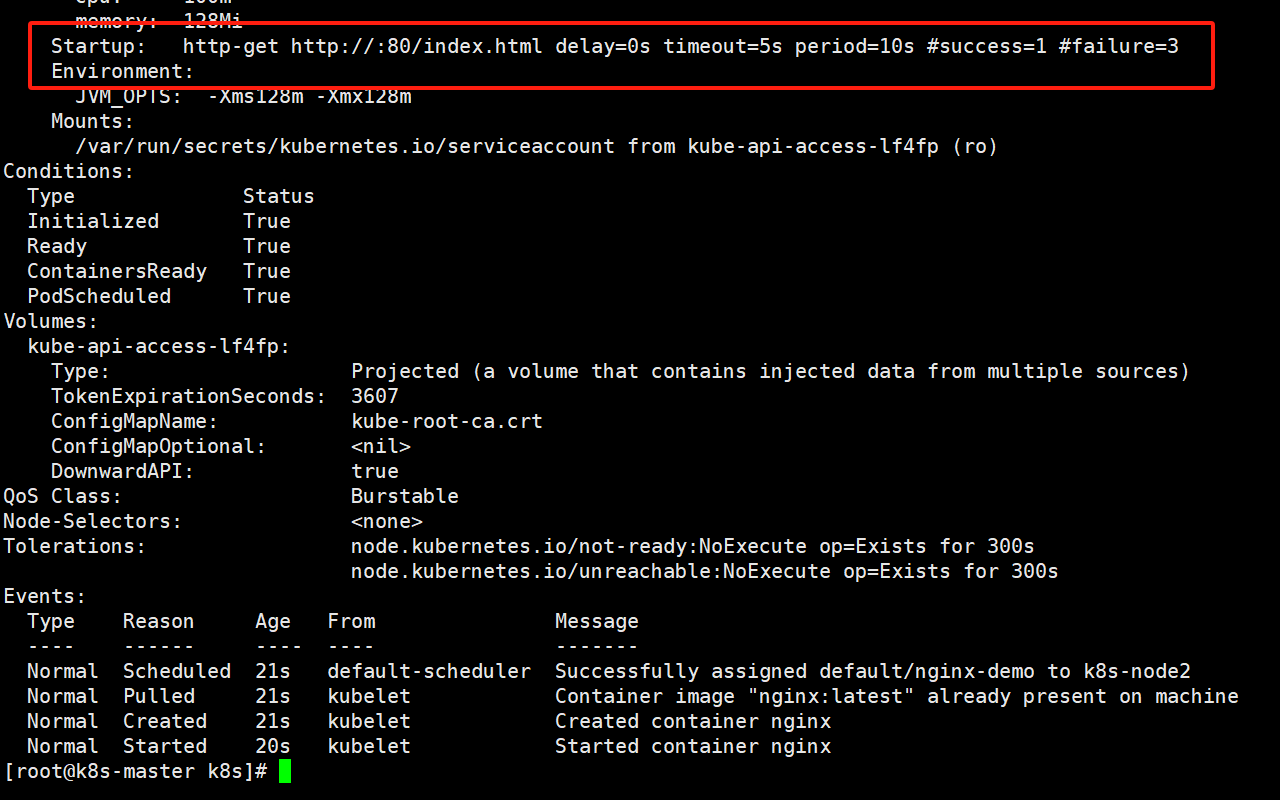 cpu: 100m
memory: 128Mi
Startup: http-get http://:80/index.html delay=0s timeout=5s period=10s #success=1 #failure=3
Environment:
JVM_OPTS: -Xms128m -Xmx128m
Mounts:
/var/run/secrets/kubernetes.io/serviceaccount from kube-api-access-lf4fp (ro)
Conditions:
Type Status
Initialized True
Ready True
ContainersReady True
PodScheduled True
Volumes:
kube-api-access-lf4fp:
Type: Projected (a volume that contains injected data from multiple sources)
TokenExpirationSeconds: 3607
ConfigMapName: kube-root-ca.crt
ConfigMapOptional: <nil>
DownwardAPI: true
QoS Class: Burstable
Node-Selectors: <none>
Tolerations: node.kubernetes.io/not-ready:NoExecute op=Exists for 300s
node.kubernetes.io/unreachable:NoExecute op=Exists for 300s
Events:
Type Reason Age From Message
---- ------ ---- ---- -------
Normal Scheduled 21s default-scheduler Successfully assigned default/nginx-demo to k8s-node2
Normal Pulled 21s kubelet Container image "nginx:latest" already present on machine
Normal Created 21s kubelet Created container nginx
Normal Started 20s kubelet Started container nginx
[root@k8s-master k8s]#